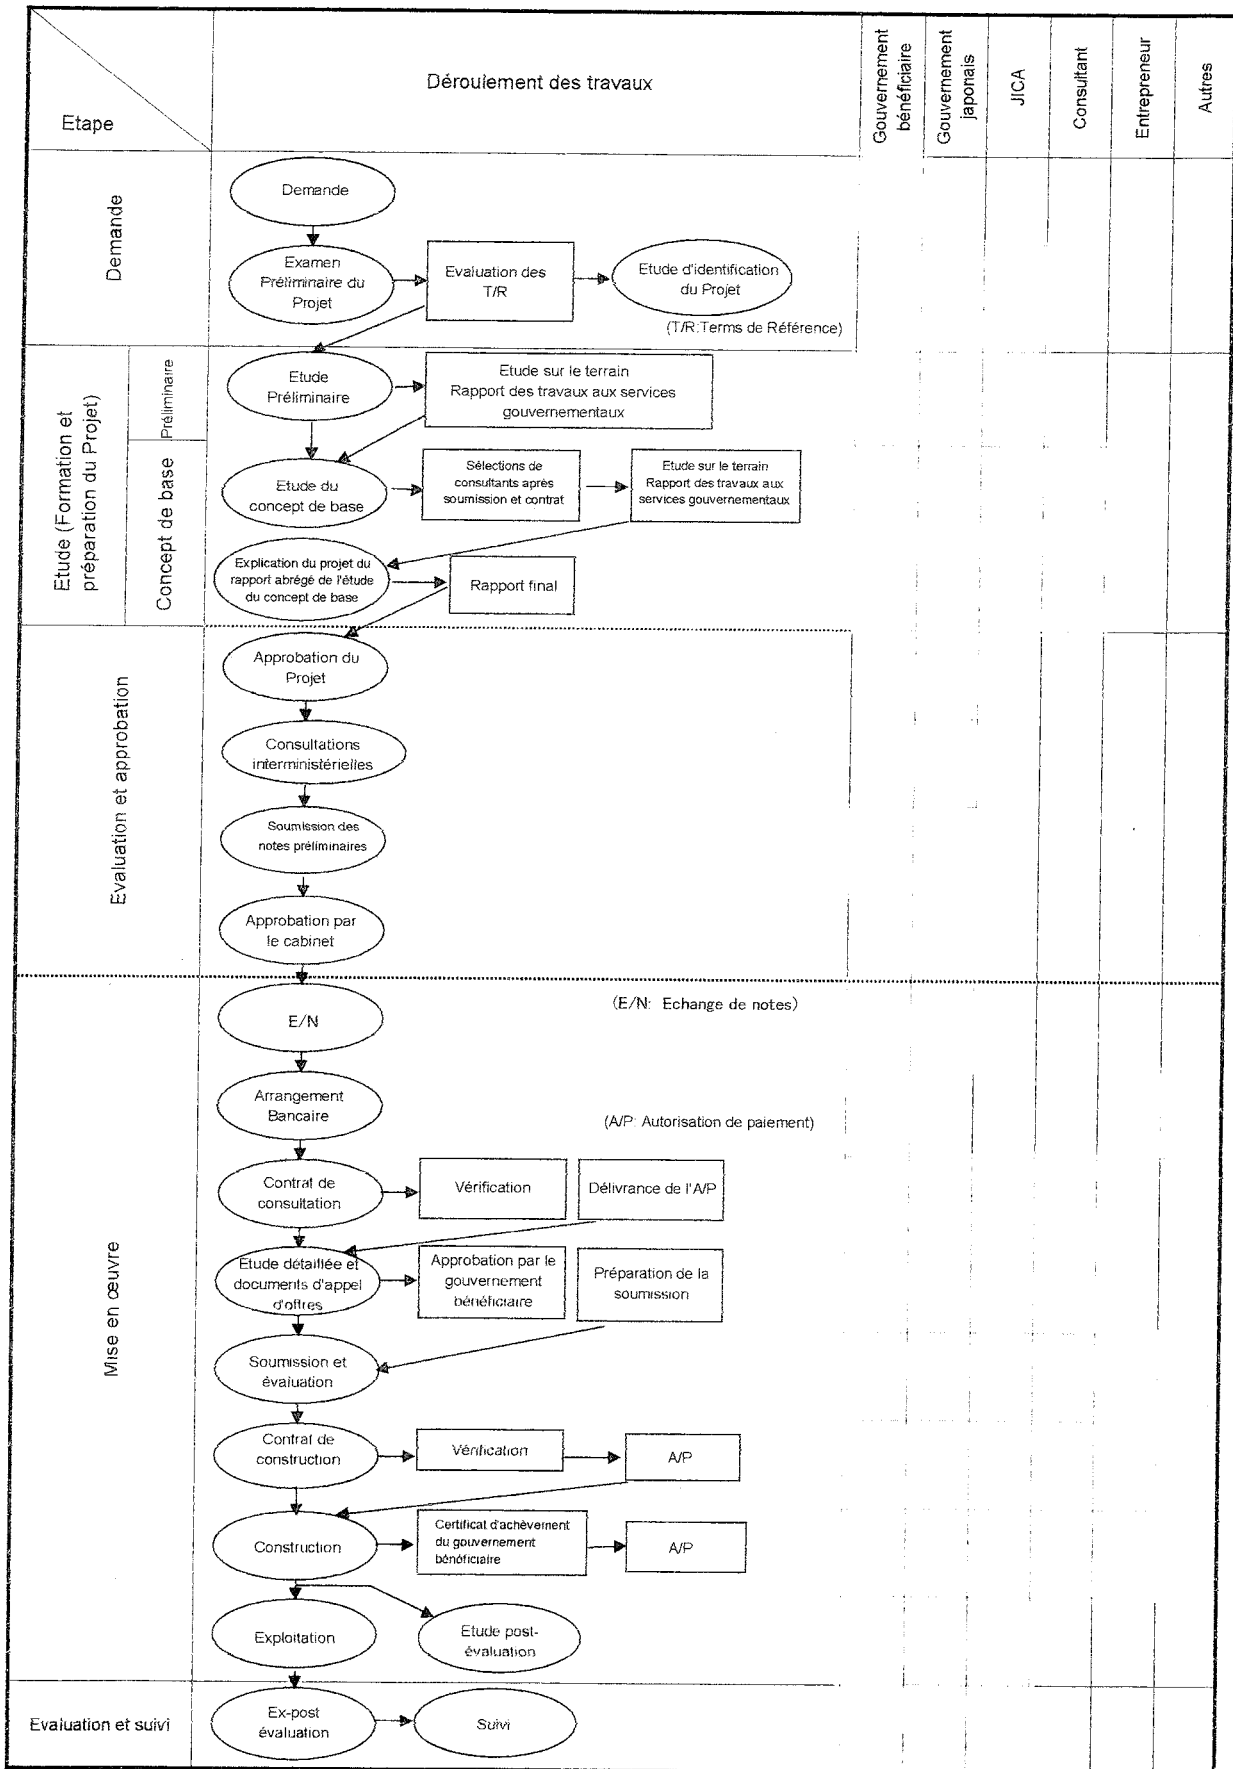 Etape
Déroulement des travaux
Gouvernement
bénéficiaire
Gouvernement
japonais
JICA
Consultant
Entrepreneur
Autres
Demande
Demande
Examen
Préliminaire du
Projet
Evaluation des
T/R
Etude d'identification
du Projet
(T/R:Terms de Référence)
Etude (Formation et
préparation du Projet)
Préliminaire
Etude
Préliminaire
Etude sur le terrain
Rapport des travaux aux services
gouvernementaux
Concept de base
Etude du
concept de base
Sélections de
consultants après
soumission et contrat
Etude sur le terrain
Rapport des travaux aux
services gouvernementaux
Explication du projet du
rapport abrégé de l'étude
du concept de base
Rapport final
Evaluation et approbation
Approbation du
Projet
Consultations
interministérielles
Soumission des
notes préliminaires
Approbation par
le cabinet
Mise en œuvre
E/N
(E/N: Echange de notes)
Arrangement
Bancaire
(A/P: Autorisation de paiement)
Contrat de
consultation
Vérification
Délivrance de l'A/P
Etude détaillée et
documents d'appel
d'offres
Approbation par le
gouvernement
bénéficiaire
Préparation de la
soumission
Soumission et
évaluation
Contrat de
construction
Vérification
A/P
Construction
Certificat d'achèvement
du gouvernement
bénéficiaire
A/P
Exploitation
Etude post-
évaluation
Evaluation et suivi
Ex-post
évaluation
Suivi